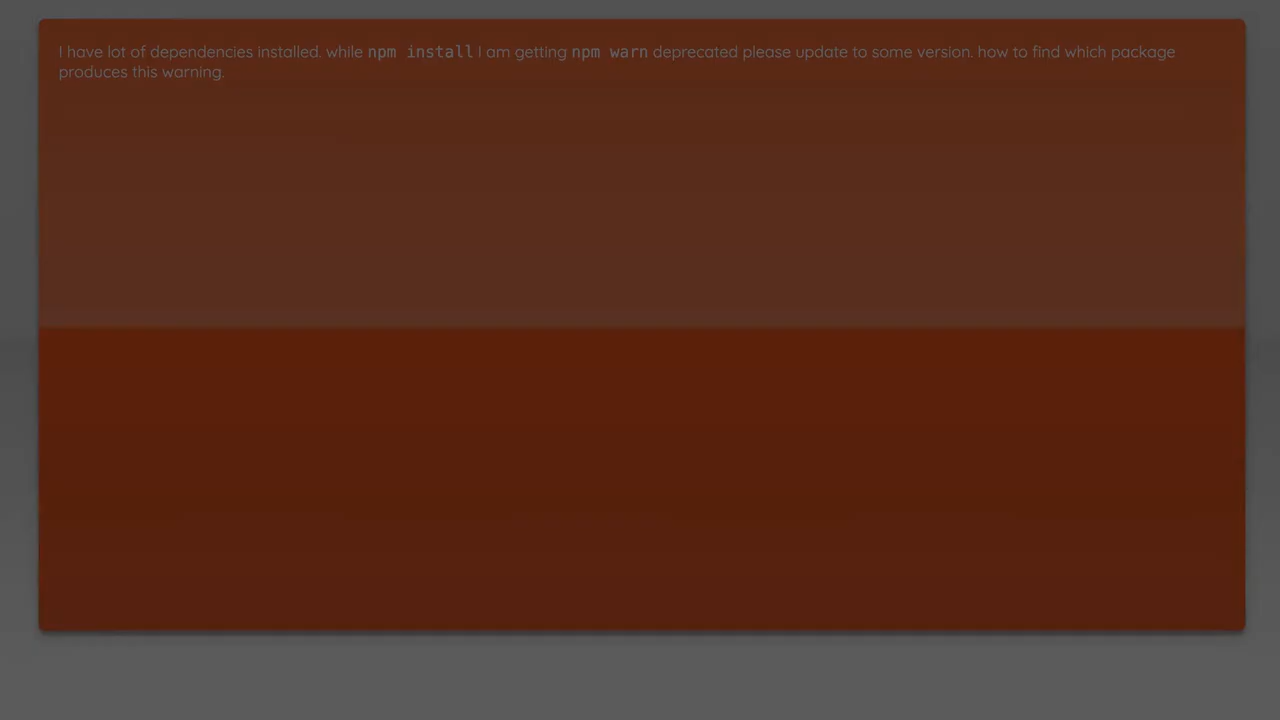 I have lot of dependencies installed. while npm install I am getting npm warn deprecated please update to some version. how to find which package
produces this warning.